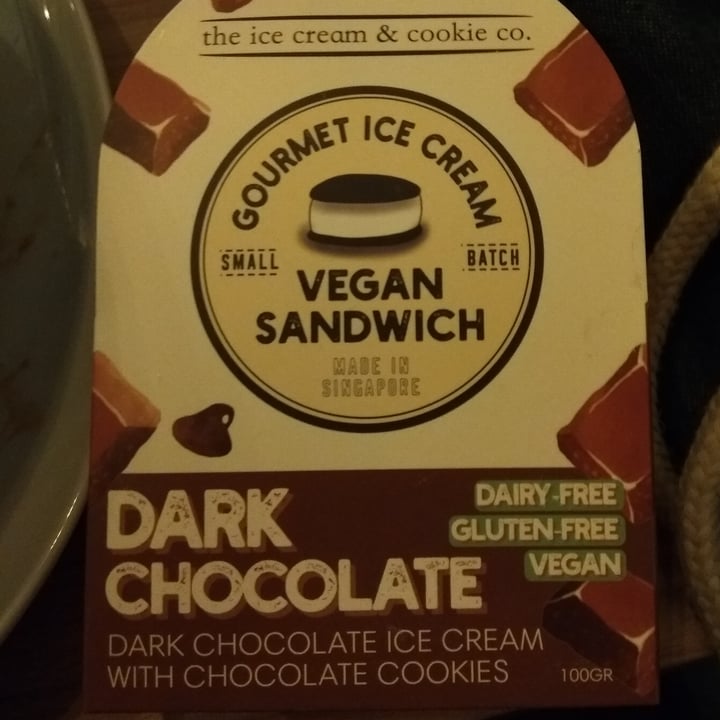 the ice cream & cookie co.
GOURMET ICE CREAM
SMALL BATCH
VEGAN
SANDWICH
MADE IN
SINGAPORE
DARK
CHOCOLATE
DAIRY-FREE
GLUTEN-FREE
VEGAN
DARK CHOCOLATE ICE CREAM
WITH CHOCOLATE COOKIES
100GR